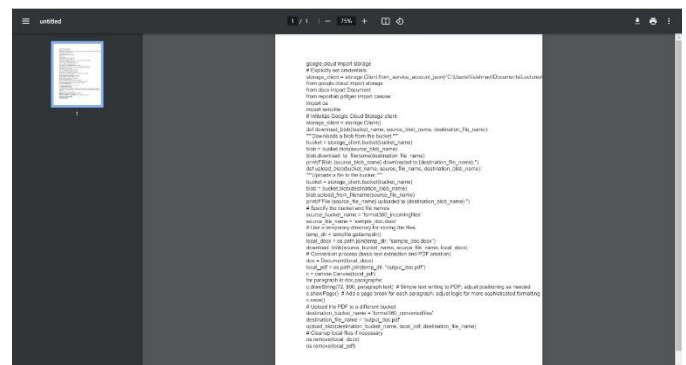 untitled
1 / 1
75%
google.cloud import storage
# Explicitly set credentials
storage_client = storage.Client.from_service_account_json(r'C:\Users\Vaishnavi\Documents\Lectures\
from google.cloud import storage
from docx import Document
from reportlab.pdfgen import canvas
import os
import tempfile
# Initialize Google Cloud Storage client
storage_client = storage.Client()
def download_blob(bucket_name, source_blob_name, destination_file_name):
"""Downloads a blob from the bucket."""
bucket = storage_client.bucket(bucket_name)
blob = bucket.blob(source_blob_name)
blob.download_to_filename(destination_file_name)
print(f"Blob {source_blob_name} downloaded to {destination_file_name}.")
def upload_blob(bucket_name, source_file_name, destination_blob_name):
"""Uploads a file to the bucket."""
bucket = storage_client.bucket(bucket_name)
blob = bucket.blob(destination_blob_name)
blob.upload_from_filename(source_file_name)
print(f"File {source_file_name} uploaded to {destination_blob_name}.")
# Specify the bucket and file names
source_bucket_name = 'format360_incomingfiles'
source_file_name = 'sample_doc.docx'
# Use a temporary directory for storing the files
temp_dir = tempfile.gettempdir()
local_docx = os.path.join(temp_dir, "sample_doc.docx")
download_blob(source_bucket_name, source_file_name, local_docx)
# Conversion process (basic text extraction and PDF creation)
doc = Document(local_docx)
local_pdf = os.path.join(temp_dir, "output_doc.pdf")
c = canvas.Canvas(local_pdf)
for paragraph in doc.paragraphs:
c.drawString(72, 800, paragraph.text) # Simple text writing to PDF; adjust positioning as needed
c.showPage() # Add a page break for each paragraph; adjust logic for more sophisticated formatting
c.save()
# Upload the PDF to a different bucket
destination_bucket_name = 'format360_convertedfiles'
destination_file_name = 'output_doc.pdf'
upload_blob(destination_bucket_name, local_pdf, destination_file_name)
# Cleanup local files if necessary
os.remove(local_docx)
os.remove(local_pdf)
1